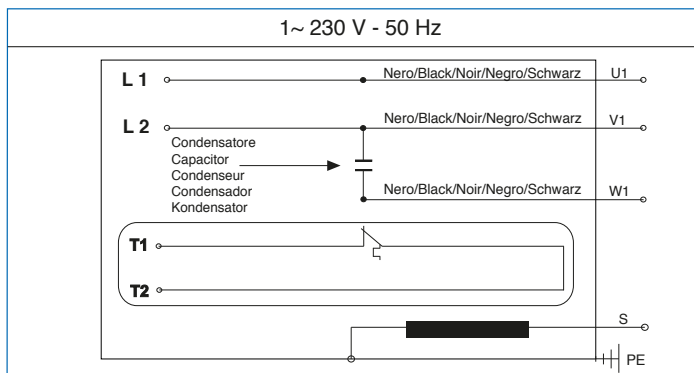 1~ 230 V - 50 Hz
L 1 Nero/Black/Noir/Negro/Schwarz U1
L 2 Nero/Black/Noir/Negro/Schwarz V1
Condensatore
Capacitor
Condenseur
Condensador
Kondensator
Nero/Black/Noir/Negro/Schwarz W1
T1
T2
S
PE